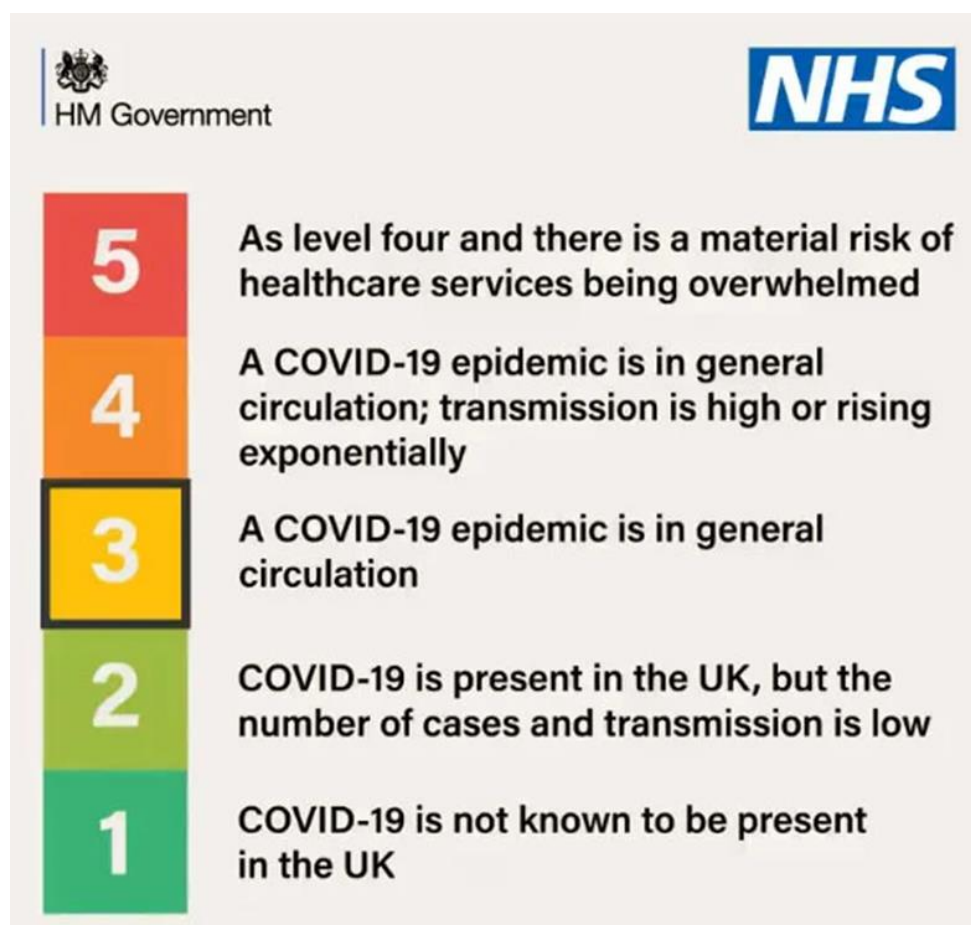 HM Government
NHS
5
As level four and there is a material risk of
healthcare services being overwhelmed
4
A COVID-19 epidemic is in general
circulation; transmission is high or rising
exponentially
3
A COVID-19 epidemic is in general
circulation
2
COVID-19 is present in the UK, but the
number of cases and transmission is low
1
COVID-19 is not known to be present
in the UK